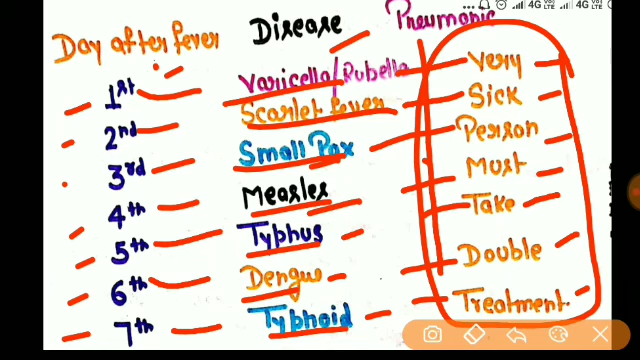 Day after fever Disease Pneumonic
1st Varicella/Rubella Very
2nd Scarlet fever Sick
3rd Small Pox Person
4th Measles Must
5th Typhus Take
6th Dengue Double
7th Typhoid Treatment